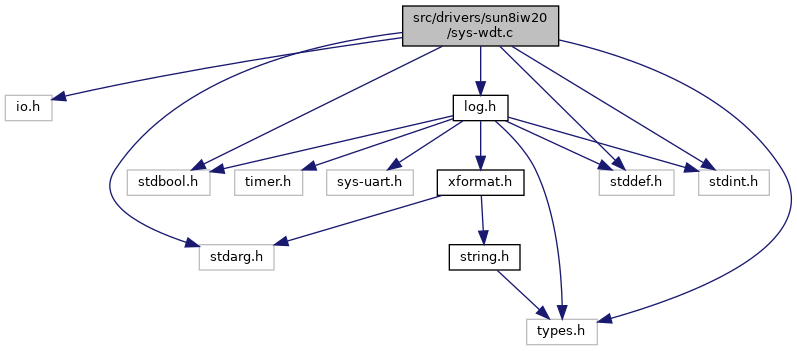 src/drivers/sun8iw20
/sys-wdt.c
io.h
log.h
stdbool.h
timer.h
sys-uart.h
xformat.h
stddef.h
stdint.h
stdarg.h
string.h
types.h